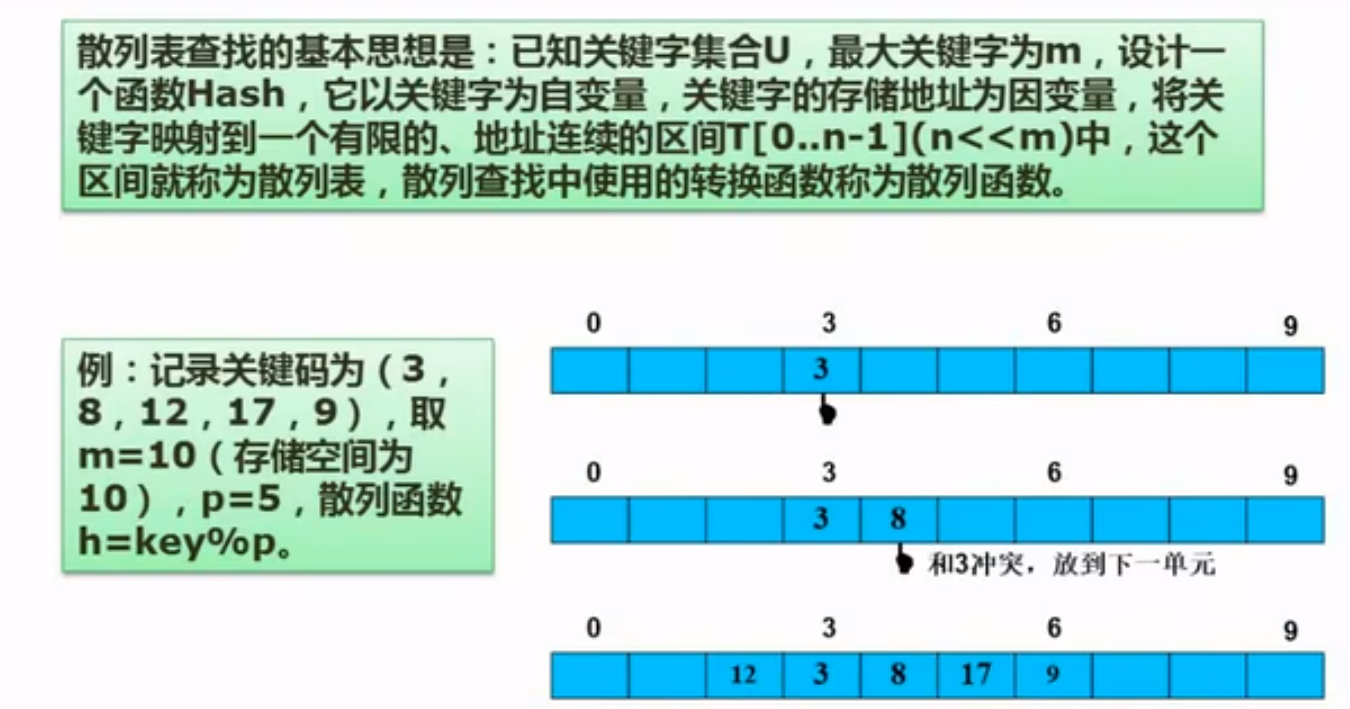 散列表查找的基本思想是：已知关键字集合U，最大关键字为m，设计一
个函数Hash，它以关键字为自变量，关键字的存储地址为因变量，将关
键字映射到一个有限的、地址连续的区间T[0..n-1](n<<m)中，这个
区间就称为散列表，散列查找中使用的转换函数称为散列函数。
例：记录关键码为（3，
8，12，17，9），取
m=10（存储空间为
10），p=5，散列函数
h=key%p。
0 3 6 9
3
0 3 6 9
3 8
和3冲突，放到下一单元
0 3 6 9
12 3 8 17 9